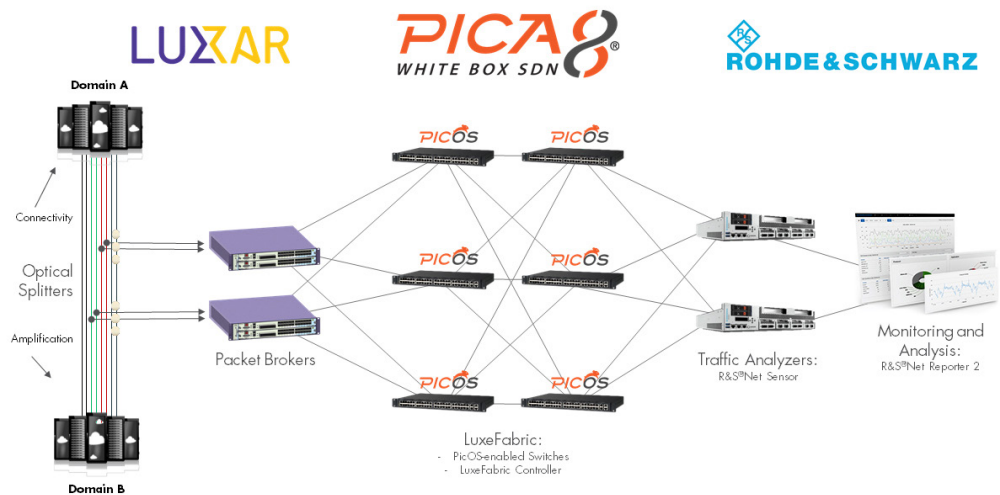 LUXAR
PICA8®
WHITE BOX SDN
R&S
ROHDE & SCHWARZ
Domain A
PICOS
PICOS
Connectivity
Optical
Splitters
PICOS
PICOS
Amplification
Packet Brokers
Traffic Analyzers:
R&S®Net Sensor
Monitoring and
Analysis:
R&S®Net Reporter 2
PICOS
PICOS
LuxeFabric:
- PicOS-enabled Switches
- LuxeFabric Controller
Domain B